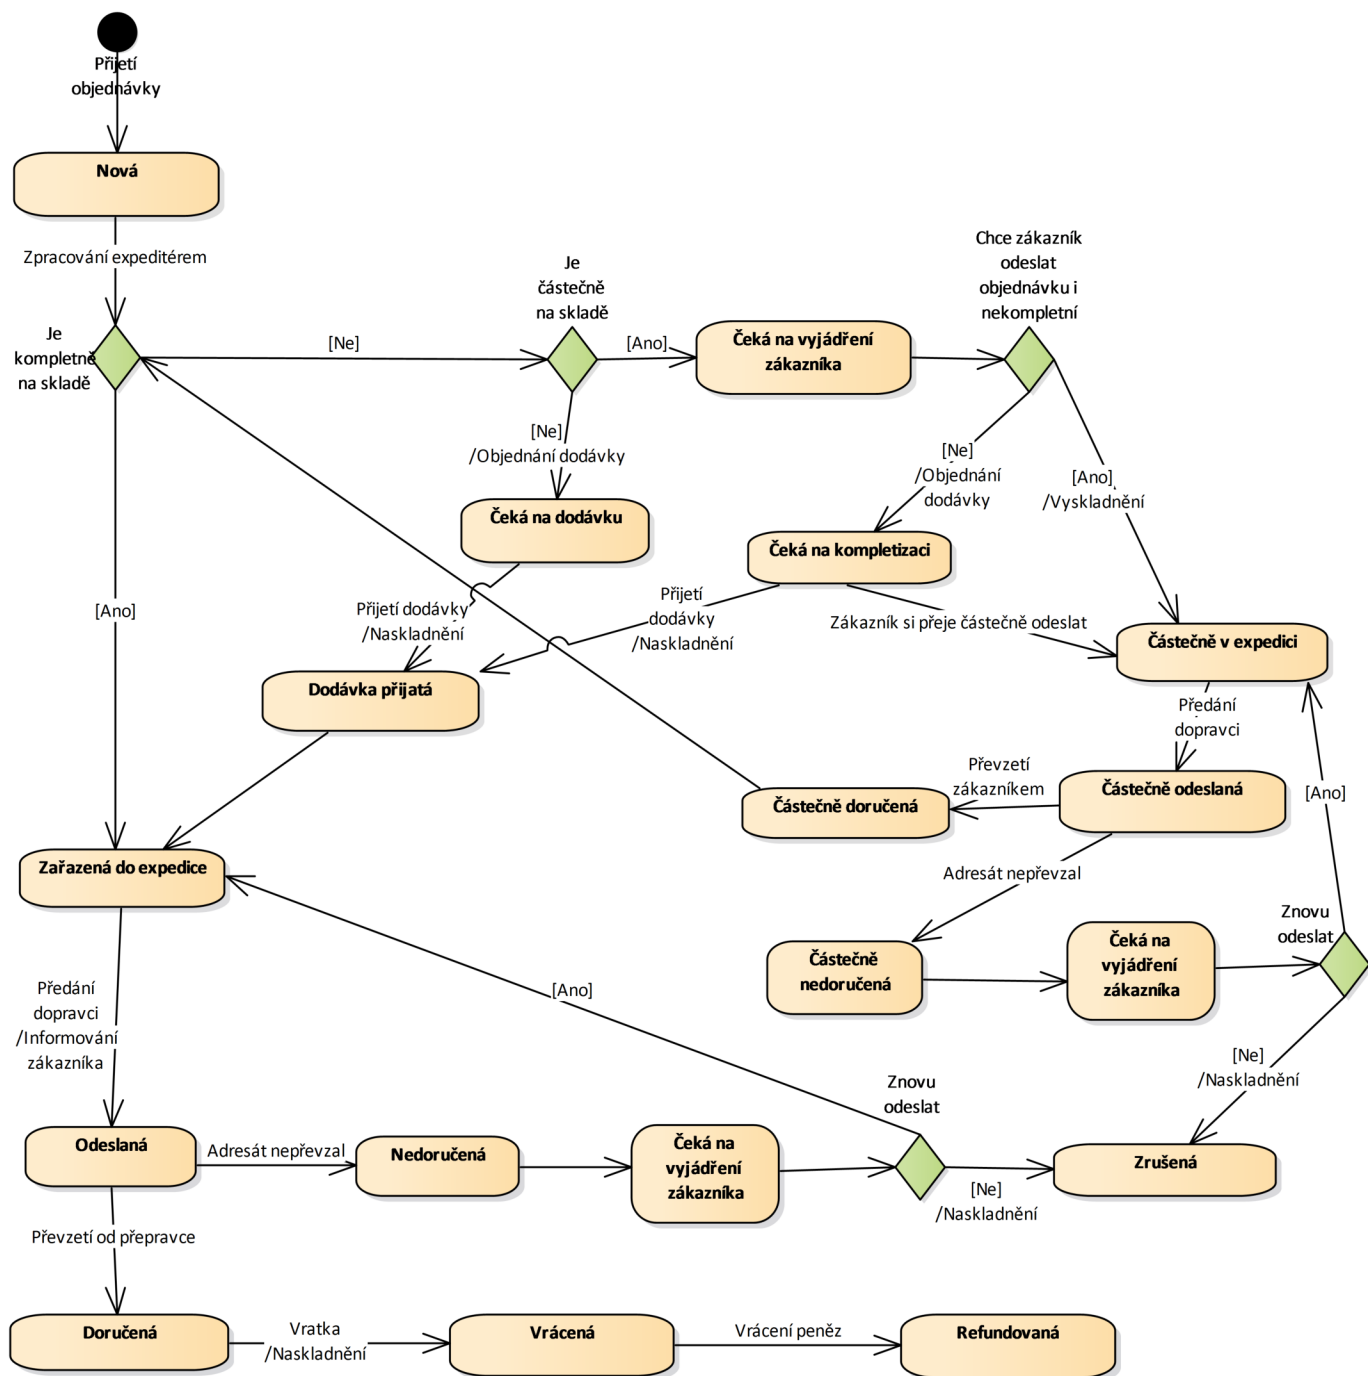 Přijetí
objednávky
Nová
Zpracování expeditérem
Je
kompletně
na skladě
[Ne]
Je
částečně
na skladě
[Ano]
Čeká na vyjádření
zákazníka
Chce zákazník
odeslat
objednávku i
nekompletní
[Ne]
/Objednání dodávky
[Ne]
/Objednání
dodávky
[Ano]
/Vyskladnění
Čeká na dodávku
Čeká na kompletizaci
[Ano]
Přijetí dodávky
/Naskladnění
Přijetí
dodávky
/Naskladnění
Zákazník si přeje částečně odeslat
Částečně v expedici
Dodávka přijatá
Předání
dopravci
Převzetí
zákazníkem
Částečně odeslaná
[Ano]
Částečně doručená
Zařazená do expedice
Adresát nepřevzal
Znovu
odeslat
Částečně
nedoručená
Čeká na
vyjádření
zákazníka
Předání
dopravci
/Informování
zákazníka
[Ano]
[Ne]
/Naskladnění
Znovu
odeslat
Odeslaná
Adresát nepřevzal
Nedoručená
Čeká na
vyjádření
zákazníka
[Ne]
/Naskladnění
Zrušená
Převzetí od přepravce
Doručená
Vratka
/Naskladnění
Vrácená
Vrácení peněz
Refundovaná